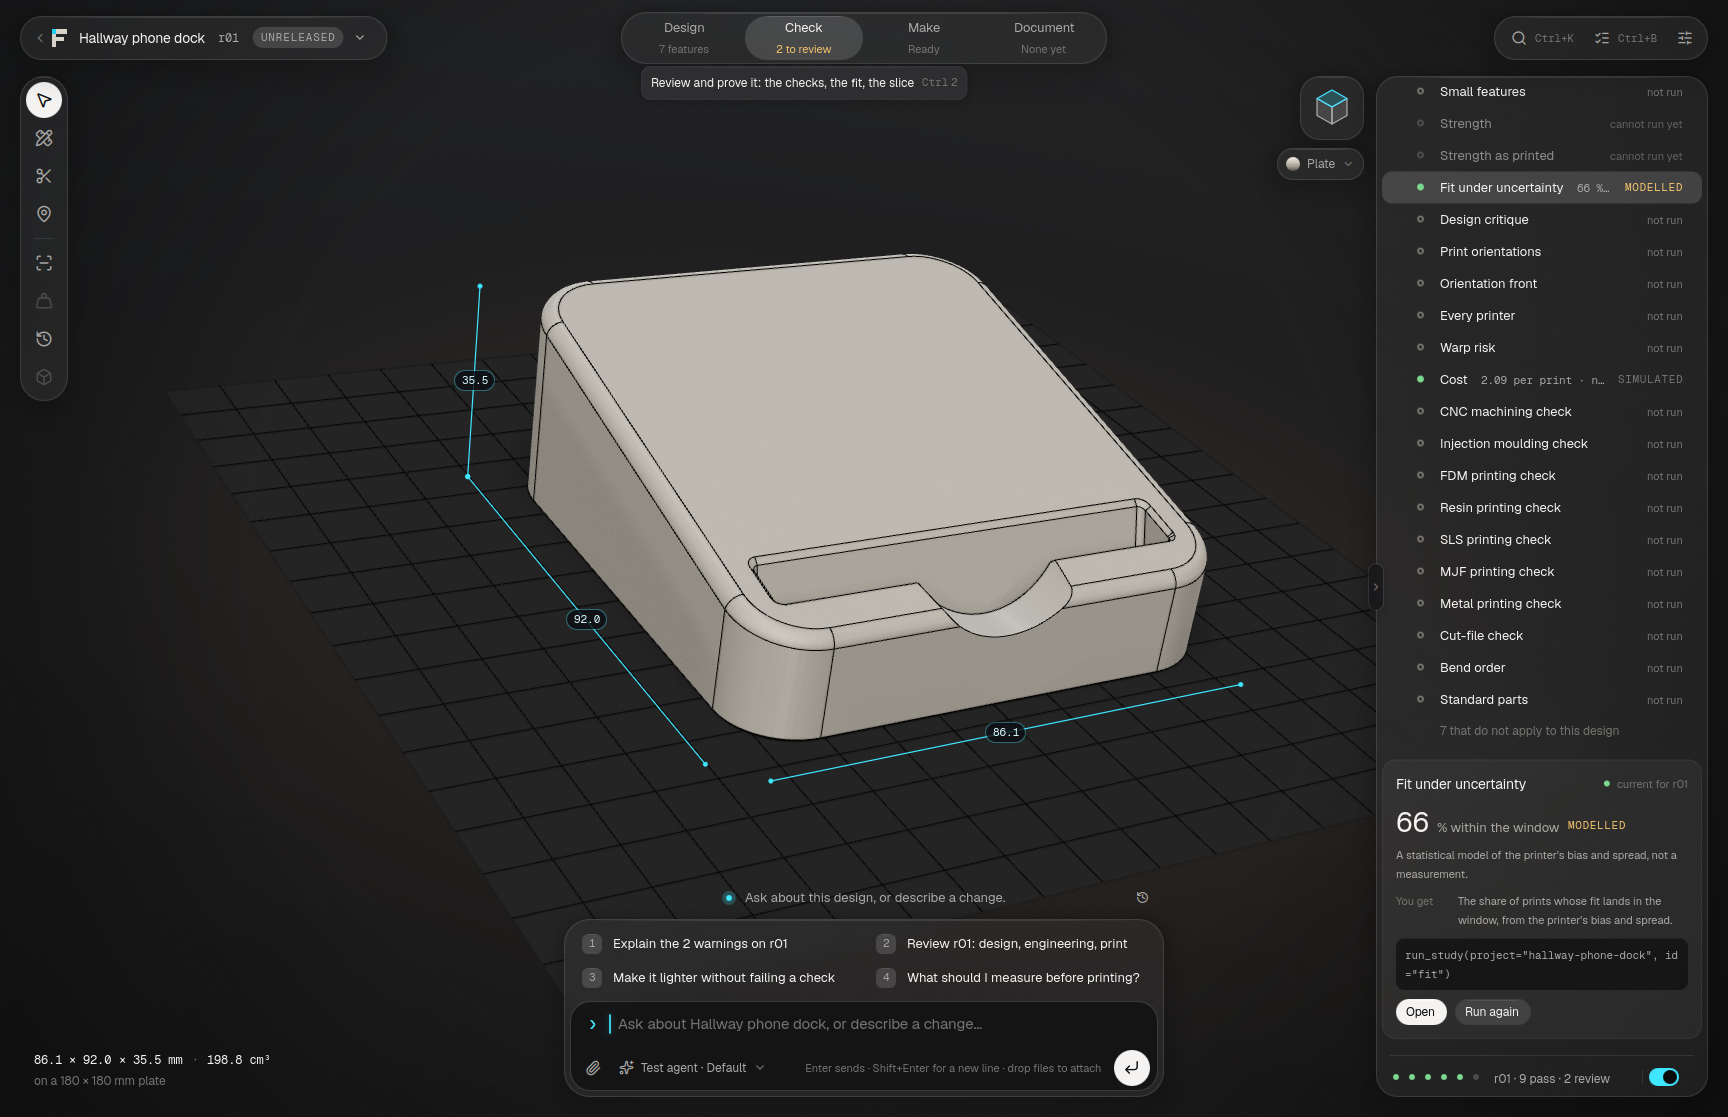 Hallway phone dock r01 UNRELEASED
Design
7 features
Check
2 to review
Make
Ready
Document
None yet
Ctrl+K
Ctrl+B
Review and prove it: the checks, the fit, the slice Ctrl 2
Plate
35.5
92.0
86.1
Small features not run
Strength cannot run yet
Strength as printed cannot run yet
Fit under uncertainty 66 %… MODELLED
Design critique not run
Print orientations not run
Orientation front not run
Every printer not run
Warp risk not run
Cost 2.09 per print · n… SIMULATED
CNC machining check not run
Injection moulding check not run
FDM printing check not run
Resin printing check not run
SLS printing check not run
MJF printing check not run
Metal printing check not run
Cut-file check not run
Bend order not run
Standard parts not run
7 that do not apply to this design
Fit under uncertainty current for r01
66 % within the window MODELLED
A statistical model of the printer's bias and spread, not a
measurement.
You get The share of prints whose fit lands in the
window, from the printer's bias and spread.
run_study(project="hallway-phone-dock", id
="fit")
Open Run again
r01 · 9 pass · 2 review
Ask about this design, or describe a change.
1 Explain the 2 warnings on r01
2 Review r01: design, engineering, print
3 Make it lighter without failing a check
4 What should I measure before printing?
Ask about Hallway phone dock, or describe a change…
Test agent · Default
Enter sends · Shift+Enter for a new line · drop files to attach
86.1 × 92.0 × 35.5 mm · 198.8 cm³
on a 180 × 180 mm plate